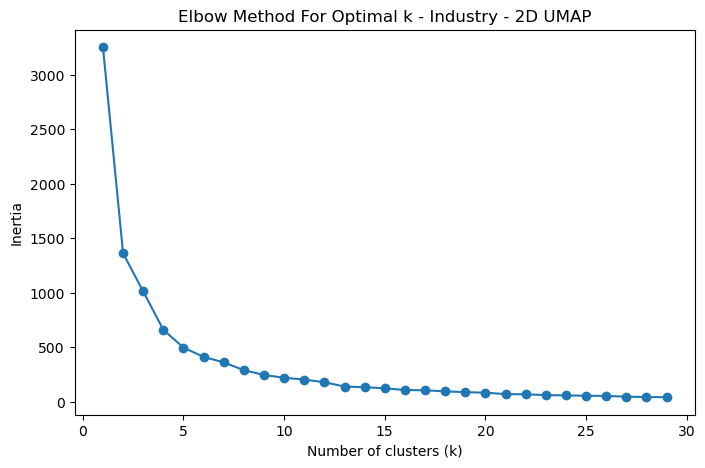 Elbow Method For Optimal k - Industry - 2D UMAP
Inertia
3000
2500
2000
1500
1000
500
0
0 5 10 15 20 25 30
Number of clusters (k)